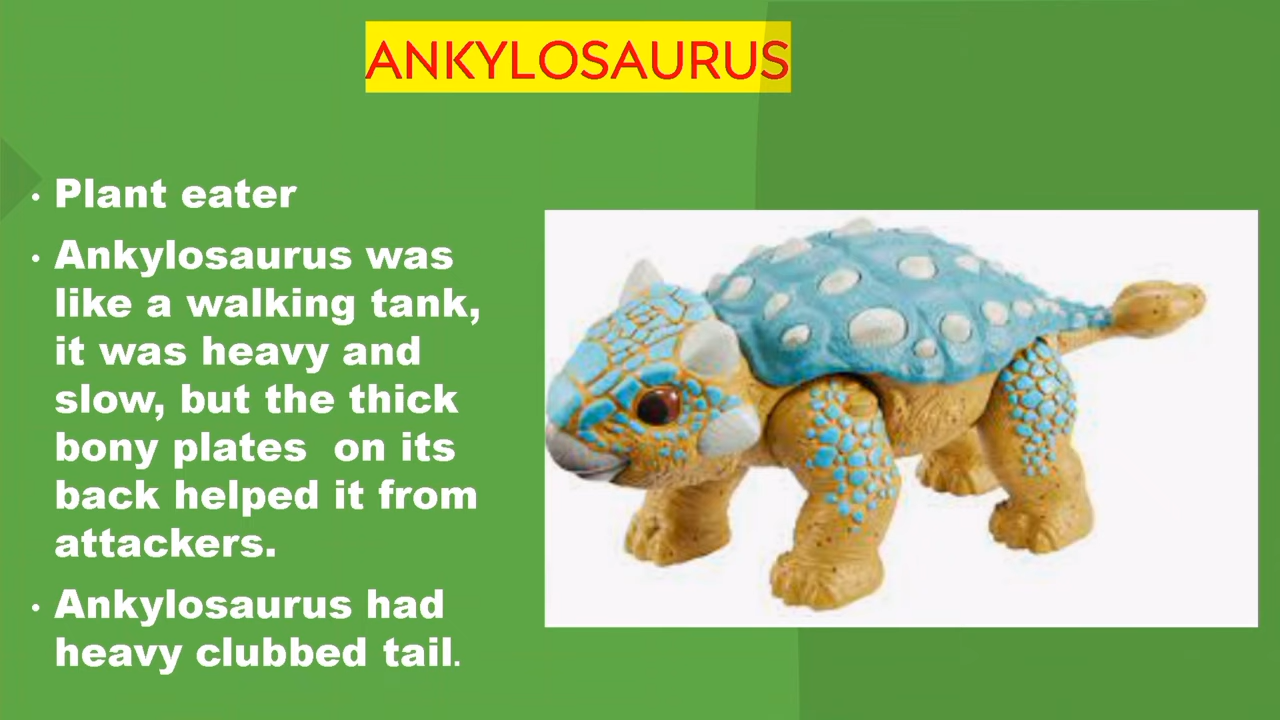 ANKYLOSAURUS
• Plant eater
• Ankylosaurus was
like a walking tank,
it was heavy and
slow, but the thick
bony plates  on its
back helped it from
attackers.
• Ankylosaurus had
heavy clubbed tail.